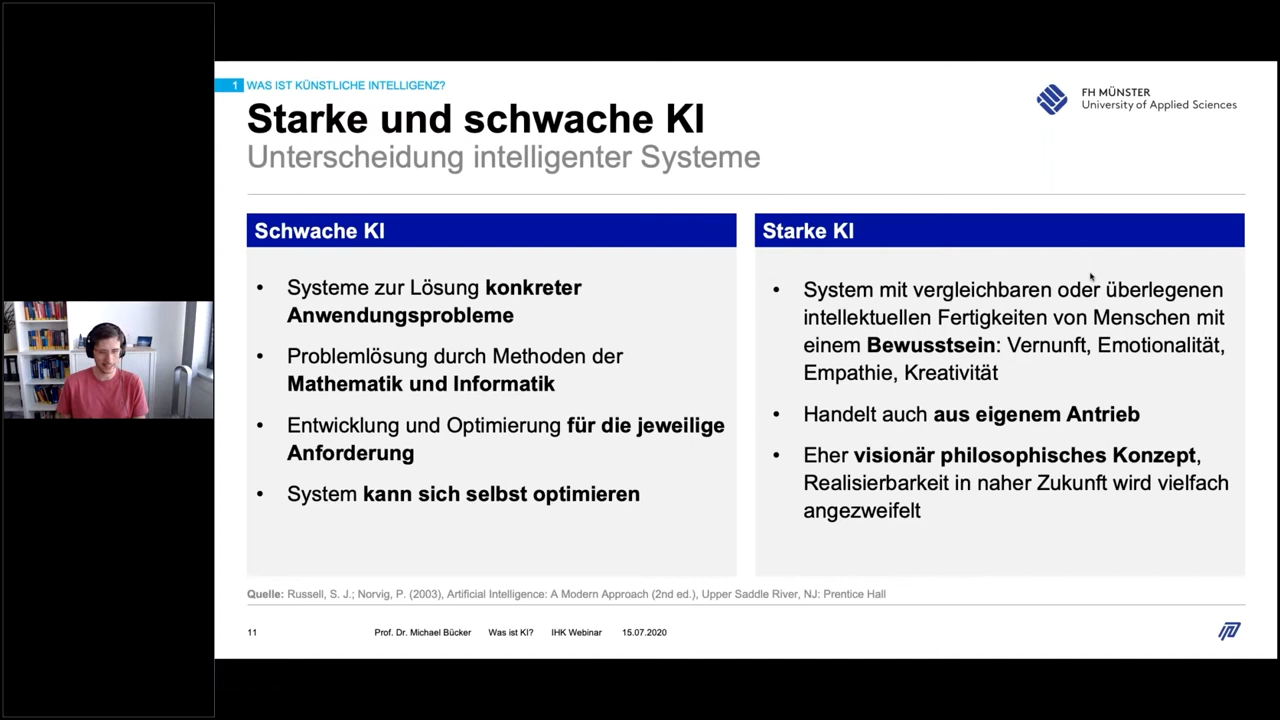 1 WAS IST KÜNSTLICHE INTELLIGENZ?
Starke und schwache KI
Unterscheidung intelligenter Systeme
FH MÜNSTER
University of Applied Sciences
Schwache KI
• Systeme zur Lösung konkreter
Anwendungsprobleme
• Problemlösung durch Methoden der
Mathematik und Informatik
• Entwicklung und Optimierung für die jeweilige
Anforderung
• System kann sich selbst optimieren
Starke KI
• System mit vergleichbaren oder überlegenen
intellektuellen Fertigkeiten von Menschen mit
einem Bewusstsein: Vernunft, Emotionalität,
Empathie, Kreativität
• Handelt auch aus eigenem Antrieb
• Eher visionär philosophisches Konzept,
Realisierbarkeit in naher Zukunft wird vielfach
angezweifelt
Quelle: Russell, S. J.; Norvig, P. (2003), Artificial Intelligence: A Modern Approach (2nd ed.), Upper Saddle River, NJ: Prentice Hall
11 Prof. Dr. Michael Bücker Was ist KI? IHK Webinar 15.07.2020